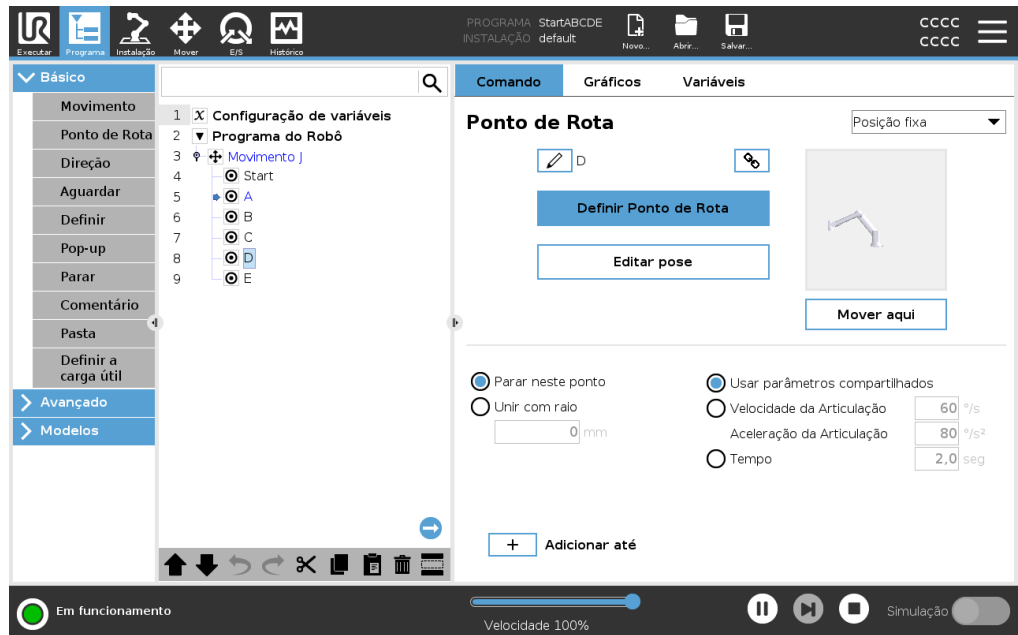 UR
Executar
Programa
Instalação
Mover
E/S
Histórico
PROGRAMA StartABCDE
INSTALAÇÃO default
Novo...
Abrir...
Salvar...
CCCC
CCCC
Básico
Movimento
Ponto de Rota
Direção
Aguardar
Definir
Pop-up
Parar
Comentário
Pasta
Definir a
carga útil
Avançado
Modelos
1 X Configuração de variáveis
2 Programa do Robô
3 Movimento J
4 Start
5 A
6 B
7 C
8 D
9 E
Comando
Gráficos
Variáveis
Ponto de Rota
Posição fixa
D
Definir Ponto de Rota
Editar pose
Mover aqui
Parar neste ponto
Unir com raio
0 mm
Usar parâmetros compartilhados
Velocidade da Articulação 60 °/s
Aceleração da Articulação 80 °/s²
Tempo 2,0 seg
+ Adicionar até
Em funcionamento
Velocidade 100%
Simulação